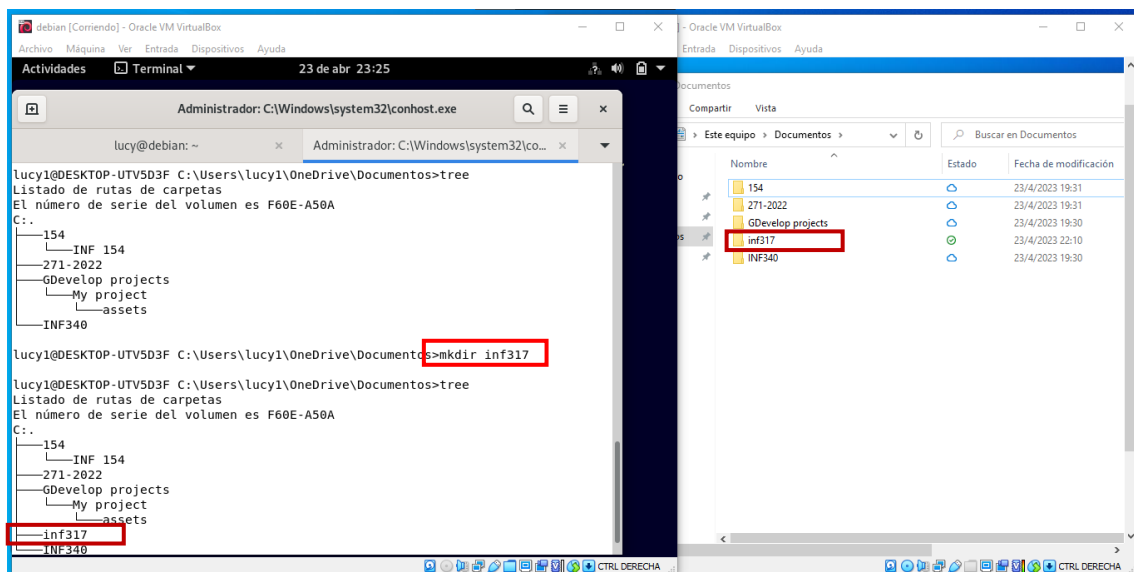 debian [Corriendo] - Oracle VM VirtualBox
Archivo Máquina Ver Entrada Dispositivos Ayuda
Actividades Terminal 23 de abr 23:25
Administrador: C:\Windows\system32\conhost.exe
lucy@debian: ~ × Administrador: C:\Windows\system32\co... ×
lucy1@DESKTOP-UTV5D3F C:\Users\lucy1\OneDrive\Documentos>tree
Listado de rutas de carpetas
El número de serie del volumen es F60E-A50A
C:.
├───154
│   └───INF 154
├───271-2022
├───GDevelop projects
│   └───My project
│       └───assets
└───INF340
lucy1@DESKTOP-UTV5D3F C:\Users\lucy1\OneDrive\Documentos>mkdir inf317
lucy1@DESKTOP-UTV5D3F C:\Users\lucy1\OneDrive\Documentos>tree
Listado de rutas de carpetas
El número de serie del volumen es F60E-A50A
C:.
├───154
│   └───INF 154
├───271-2022
├───GDevelop projects
│   └───My project
│       └───assets
├───inf317
└───INF340
CTRL DERECHA
] - Oracle VM VirtualBox
Entrada Dispositivos Ayuda
Documentos
Compartir Vista
Este equipo > Documentos >
Buscar en Documentos
Nombre Estado Fecha de modificación
154 23/4/2023 19:31
271-2022 23/4/2023 19:31
GDevelop projects 23/4/2023 19:30
inf317 23/4/2023 22:10
INF340 23/4/2023 19:30
CTRL DERECHA